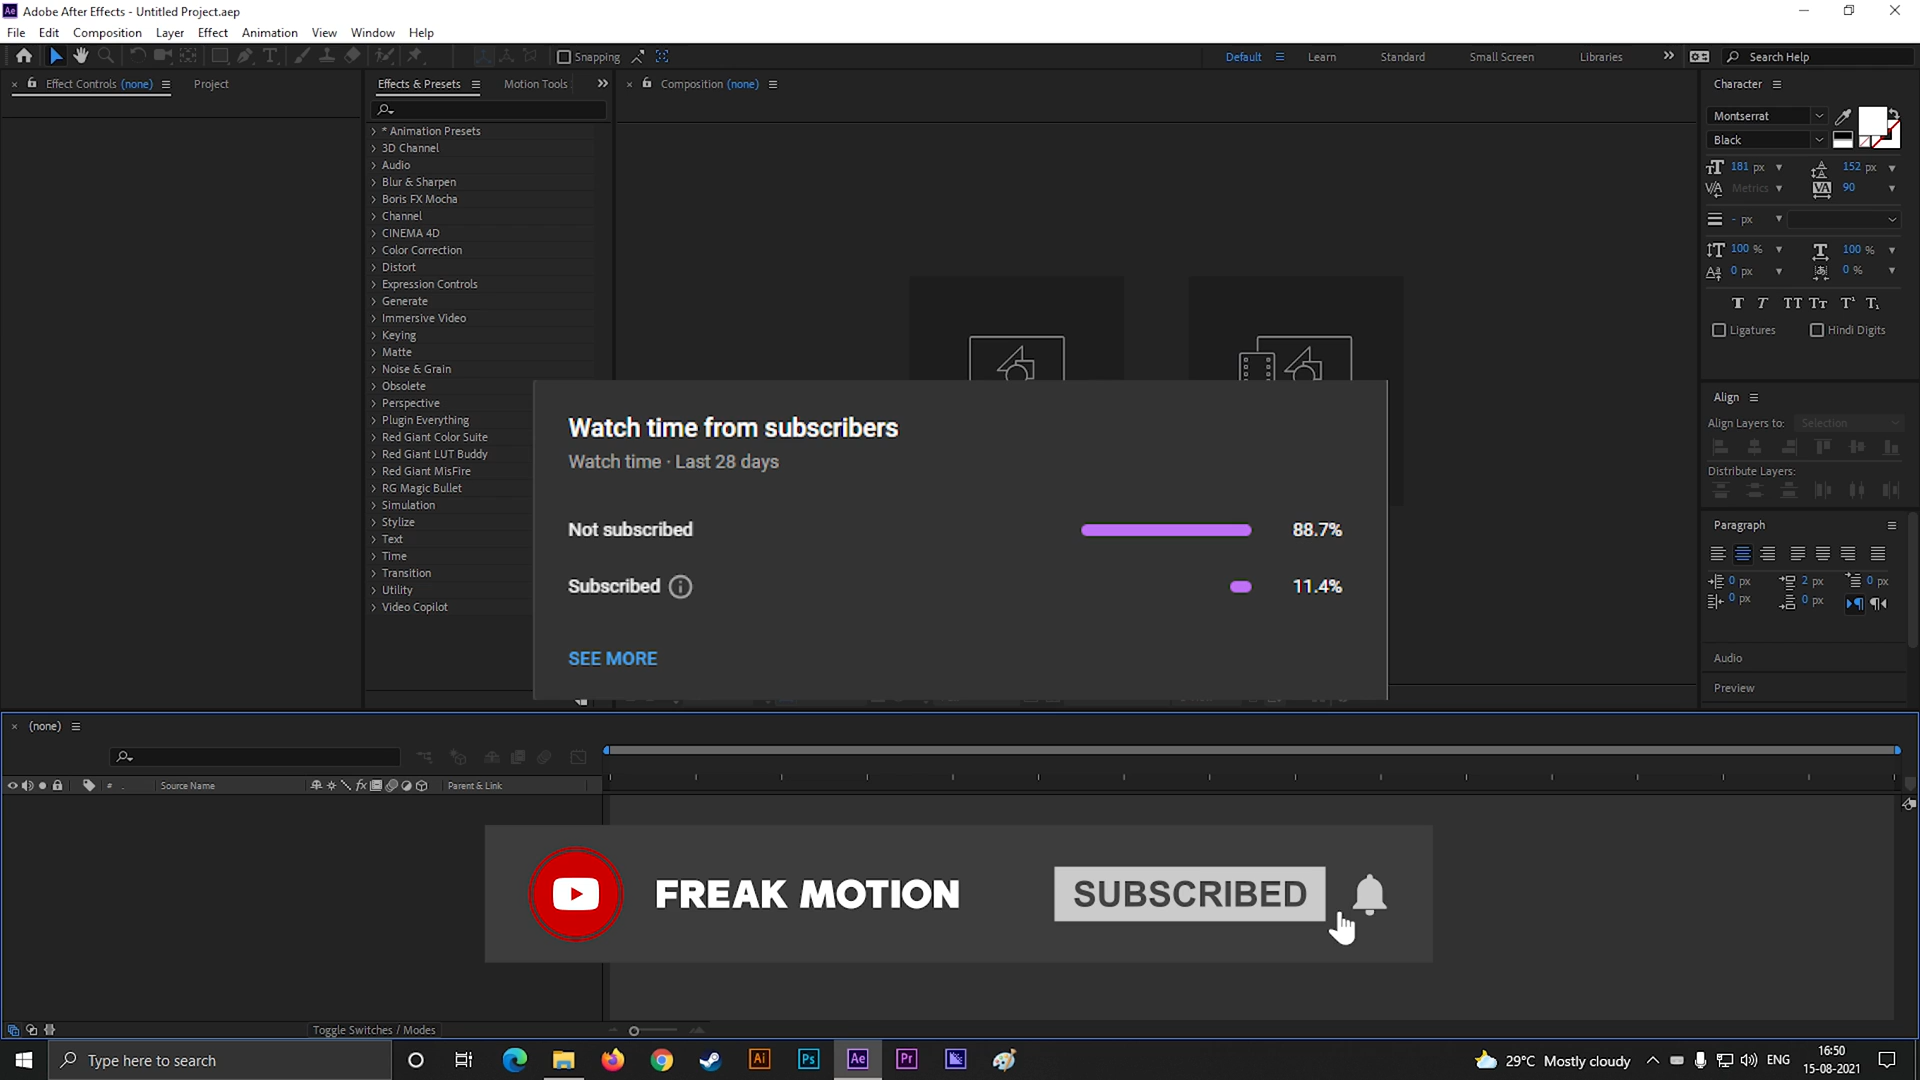 Adobe After Effects - Untitled Project.aep
File Edit Composition Layer Effect Animation View Window Help
Snapping
Default Learn Standard Small Screen Libraries Search Help
Effect Controls (none) Project
Effects & Presets Motion Tools
Composition (none)
* Animation Presets
3D Channel
Audio
Blur & Sharpen
Boris FX Mocha
Channel
CINEMA 4D
Color Correction
Distort
Expression Controls
Generate
Immersive Video
Keying
Matte
Noise & Grain
Obsolete
Perspective
Plugin Everything
Red Giant Color Suite
Red Giant LUT Buddy
Red Giant MisFire
RG Magic Bullet
Simulation
Stylize
Text
Time
Transition
Utility
Video Copilot
Watch time from subscribers
Watch time · Last 28 days
Not subscribed 88.7%
Subscribed 11.4%
SEE MORE
Character
Montserrat
Black
181 px 152 px
Metrics 90
- px
100 % 100 %
0 px 0 %
Ligatures Hindi Digits
Align
Align Layers to: Selection
Distribute Layers:
Paragraph
0 px 2 px 0 px
0 px 0 px
Audio
Preview
(none)
# . Source Name Parent & Link
FREAK MOTION SUBSCRIBED
Toggle Switches / Modes
Type here to search
Ai Ps Ae Pr
29°C Mostly cloudy ENG
16:50
15-08-2021